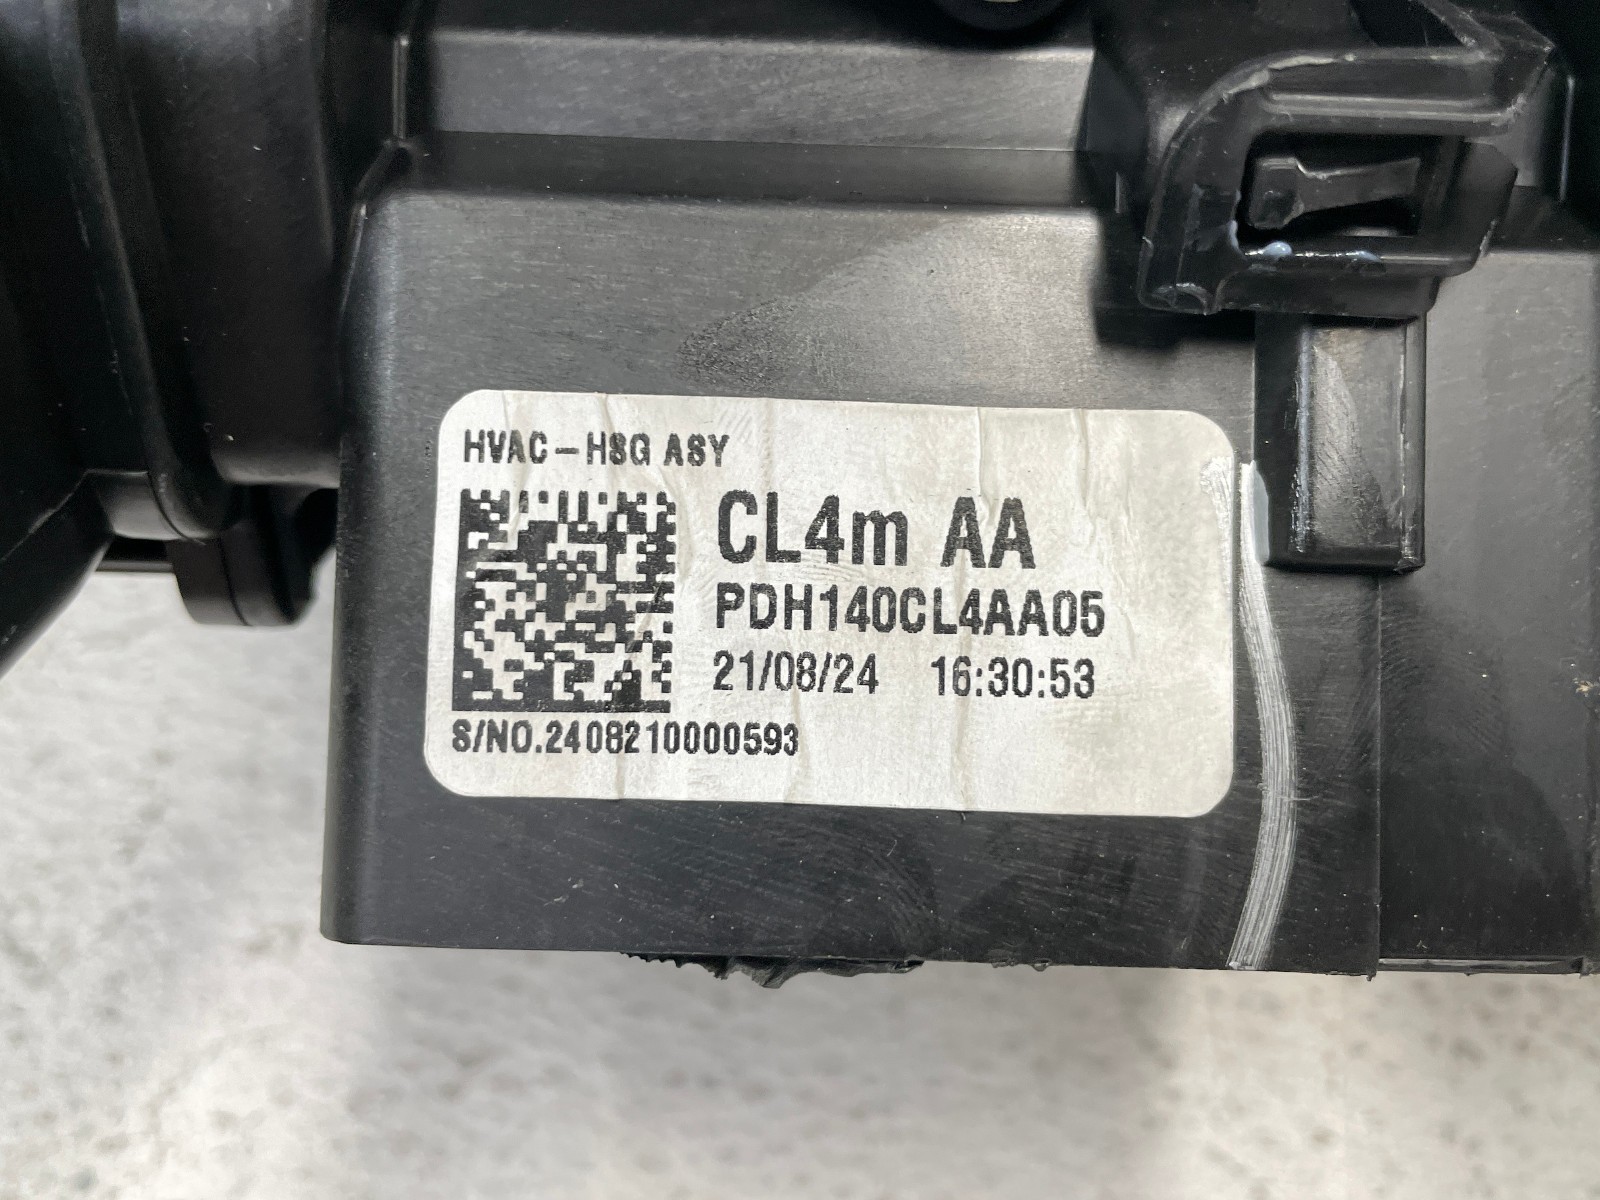 HVAC-HSG ASY
CL4m AA
PDH140CL4AA05
21/08/24 16:30:53
S/NO.2408210000593